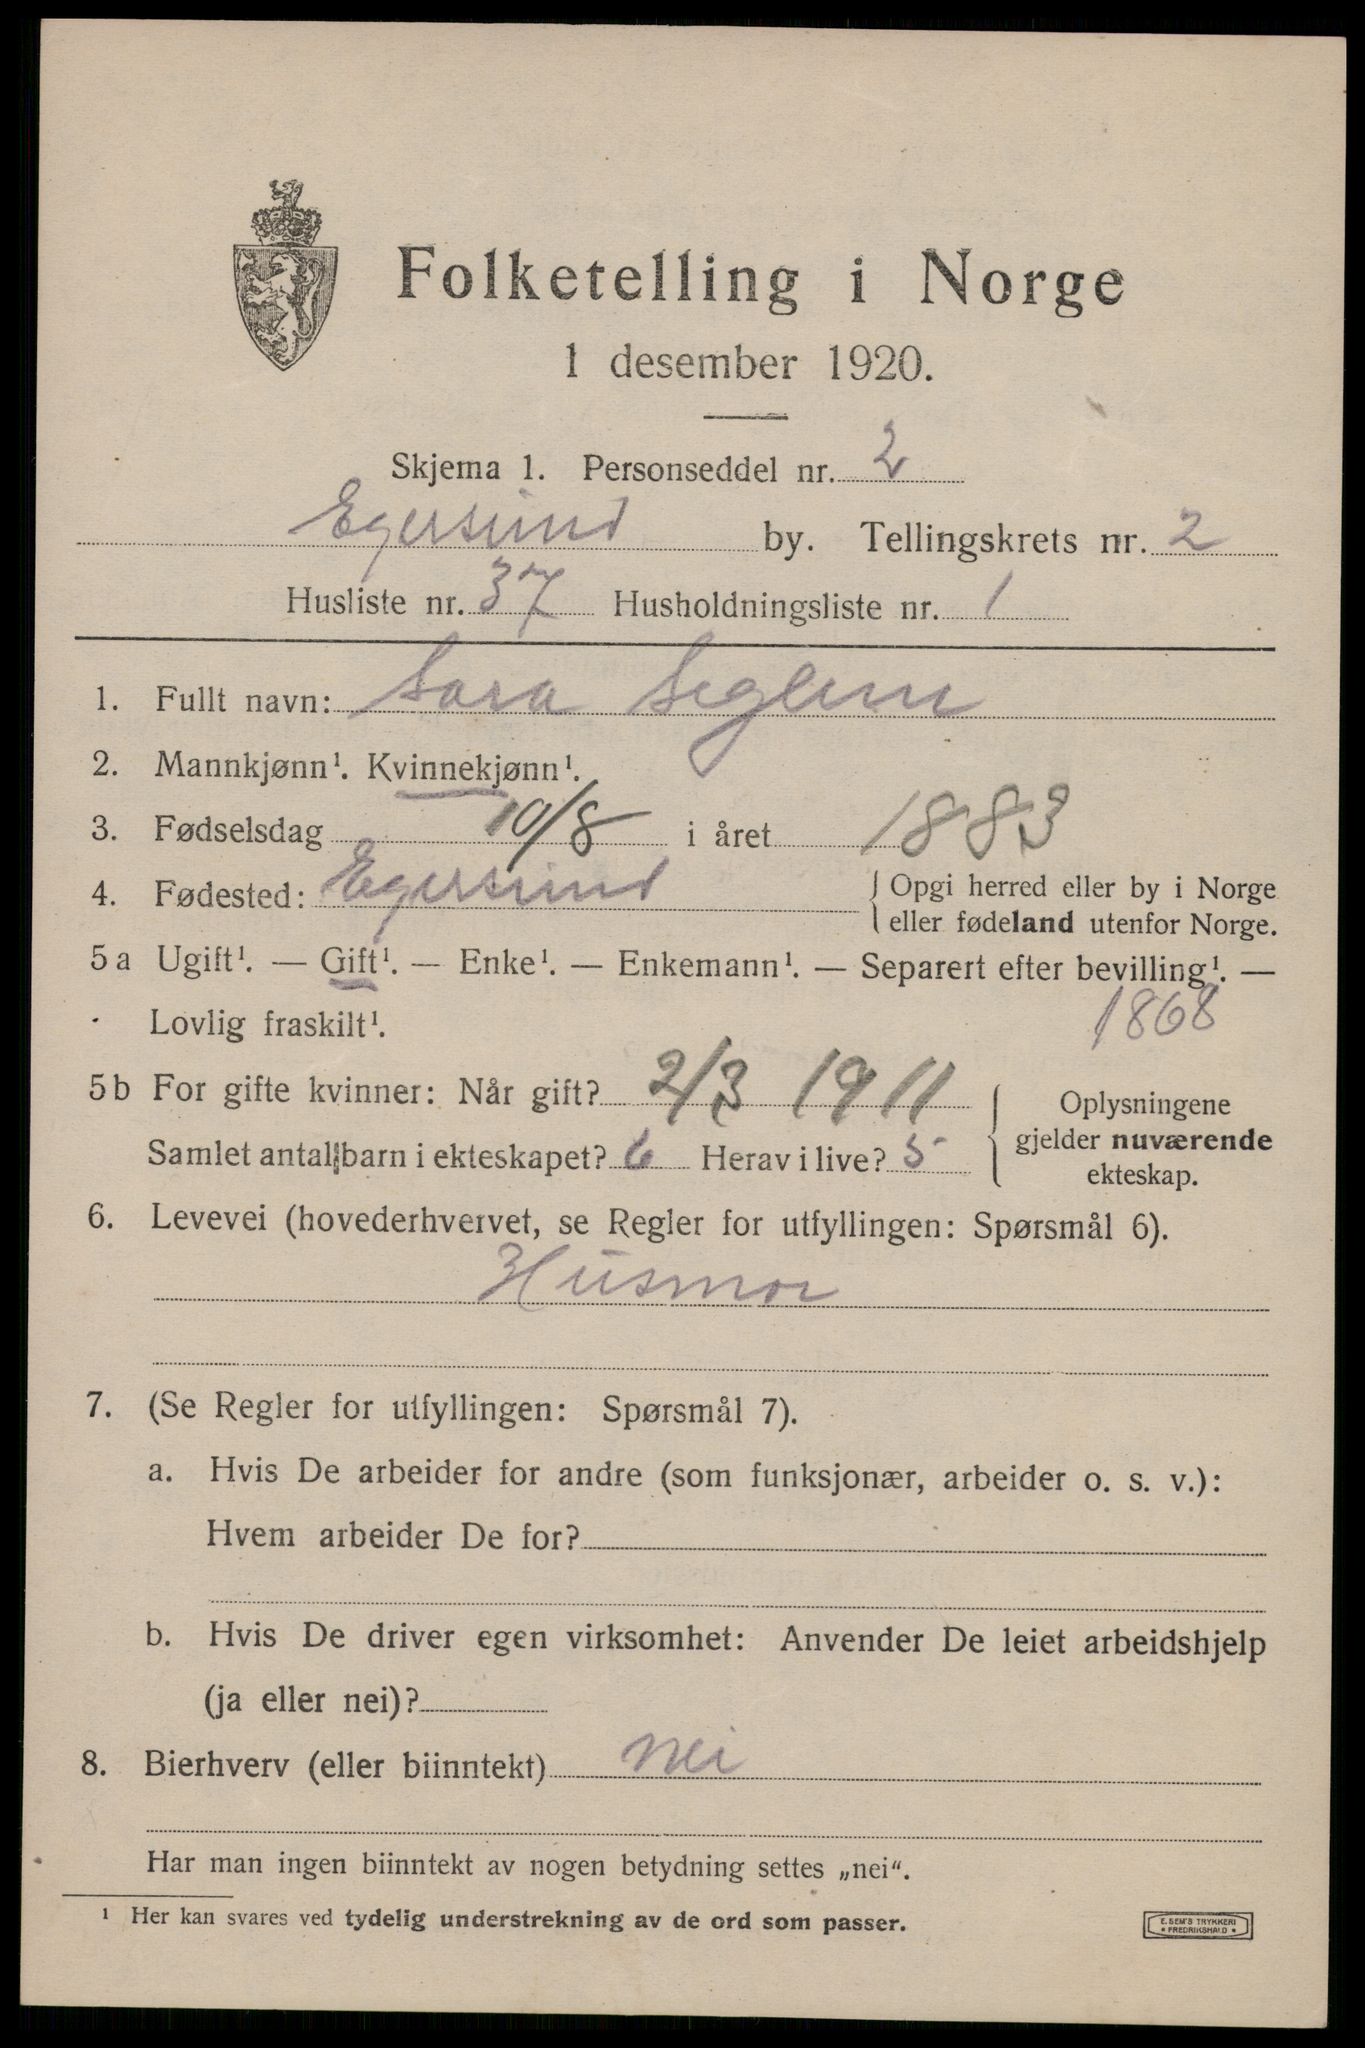 Folketelling i Norge
1 desember 1920.
Skjema 1. Personseddel nr. 2
Egersund by. Tellingskrets nr. 2
Husliste nr. 37 Husholdningsliste nr. 1
1. Fullt navn: Sara Seglem
2. Mannkjønn¹. Kvinnekjønn¹.
3. Fødselsdag 10/8 i året 1883
4. Fødested: Egersund { Opgi herred eller by i Norge
eller fødeland utenfor Norge.
5 a Ugift¹. — Gift¹. — Enke¹. — Enkemann¹. — Separert efter bevilling¹. —
Lovlig fraskilt¹. 1868
5 b For gifte kvinner: Når gift? 2/3 1911
Samlet antall barn i ekteskapet? 6 Herav i live? 5
{ Oplysningene
gjelder nuværende
ekteskap.
6. Levevei (hovederhvervet, se Regler for utfyllingen: Spørsmål 6).
Husmor
7. (Se Regler for utfyllingen: Spørsmål 7).
a. Hvis De arbeider for andre (som funksjonær, arbeider o. s. v.):
Hvem arbeider De for?
b. Hvis De driver egen virksomhet: Anvender De leiet arbeidshjelp
(ja eller nei)?
8. Bierhverv (eller biinntekt) nei
Har man ingen biinntekt av nogen betydning settes „nei“.
¹ Her kan svares ved tydelig understrekning av de ord som passer.
E. SEM'S TRYKKERI
• FREDRIKSHALD •